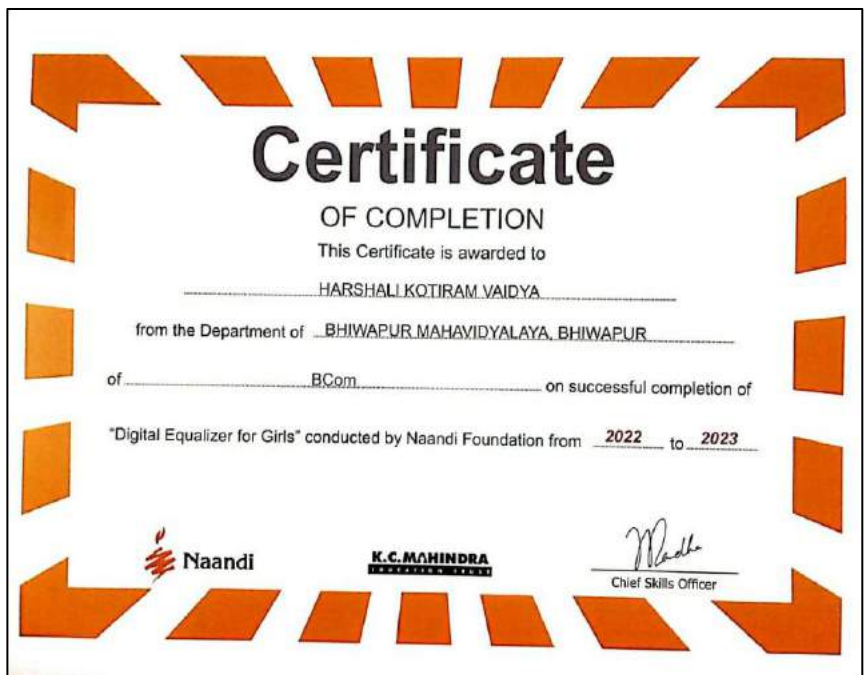 Certificate
OF COMPLETION
This Certificate is awarded to
HARSHALI KOTIRAM VAIDYA
from the Department of BHIWAPUR MAHAVIDYALAYA, BHIWAPUR
of BCom on successful completion of
"Digital Equalizer for Girls" conducted by Naandi Foundation from 2022 to 2023
Naandi
K.C.MAHINDRA
EDUCATION TRUST
Chief Skills Officer